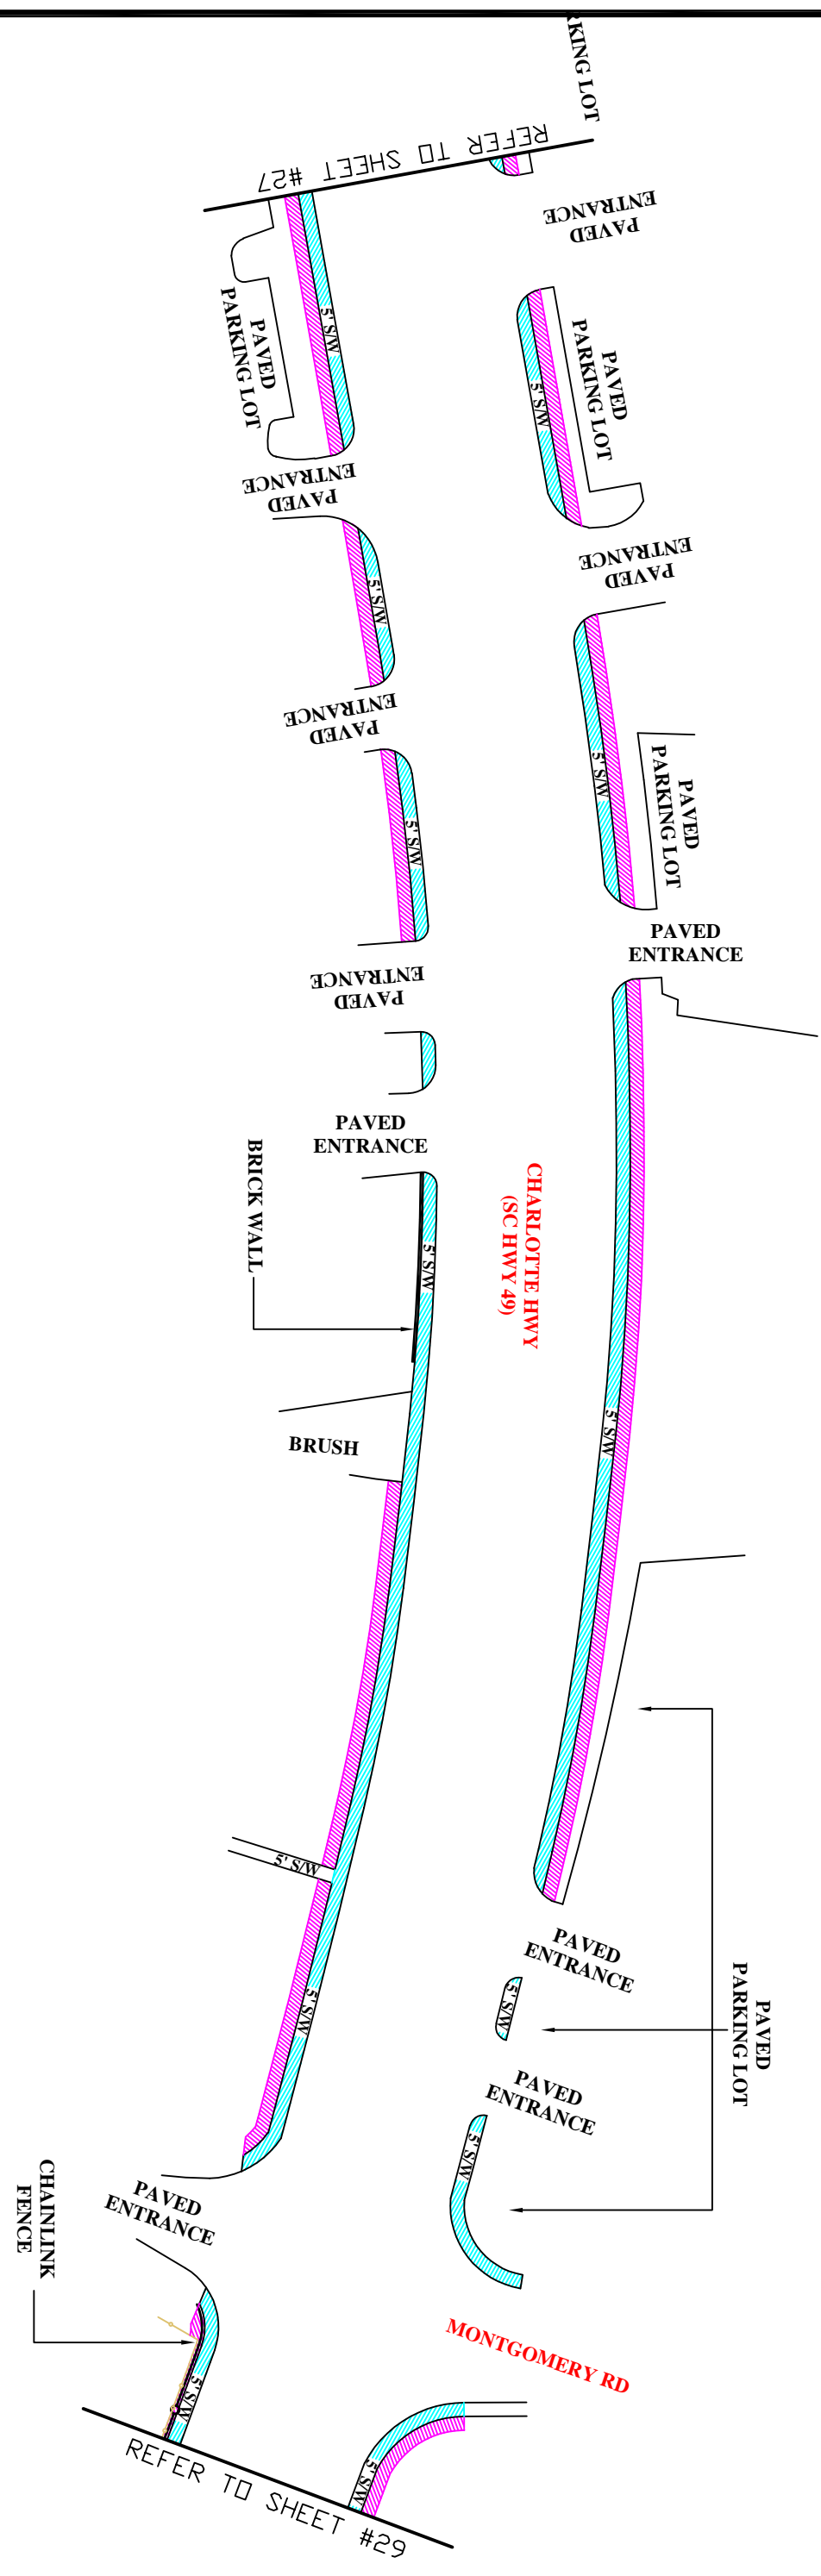 RKING LOT
REFER TO SHEET #27
PAVED
ENTRANCE
PAVED
PARKING LOT
5' S/W
PAVED
PARKING LOT
5' S/W
PAVED
ENTRANCE
PAVED
ENTRANCE
5' S/W
PAVED
ENTRANCE
5' S/W
PAVED
PARKING LOT
5' S/W
PAVED
ENTRANCE
PAVED
ENTRANCE
PAVED
ENTRANCE
BRICK WALL
CHARLOTTE HWY
(SC HWY 49)
5' S/W
5' S/W
BRUSH
5' S/W
PAVED
ENTRANCE
5' S/W
5' S/W
PAVED
PARKING LOT
PAVED
ENTRANCE
5' S/W
CHAINLINK
FENCE
PAVED
ENTRANCE
MONTGOMERY RD
5' S/W
5' S/W
REFER TO SHEET #29